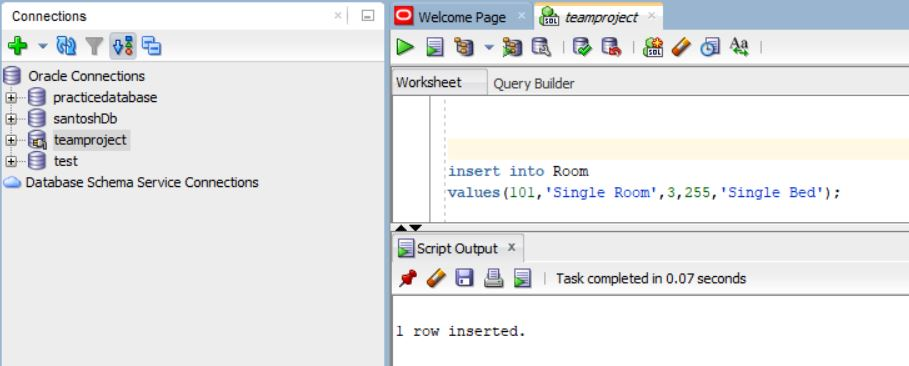 Connections
Oracle Connections
practicedatabase
santoshDb
teamproject
test
Database Schema Service Connections
Welcome Page
teamproject
Worksheet
Query Builder
insert into Room
values(101,'Single Room',3,255,'Single Bed');
Script Output
Task completed in 0.07 seconds
1 row inserted.